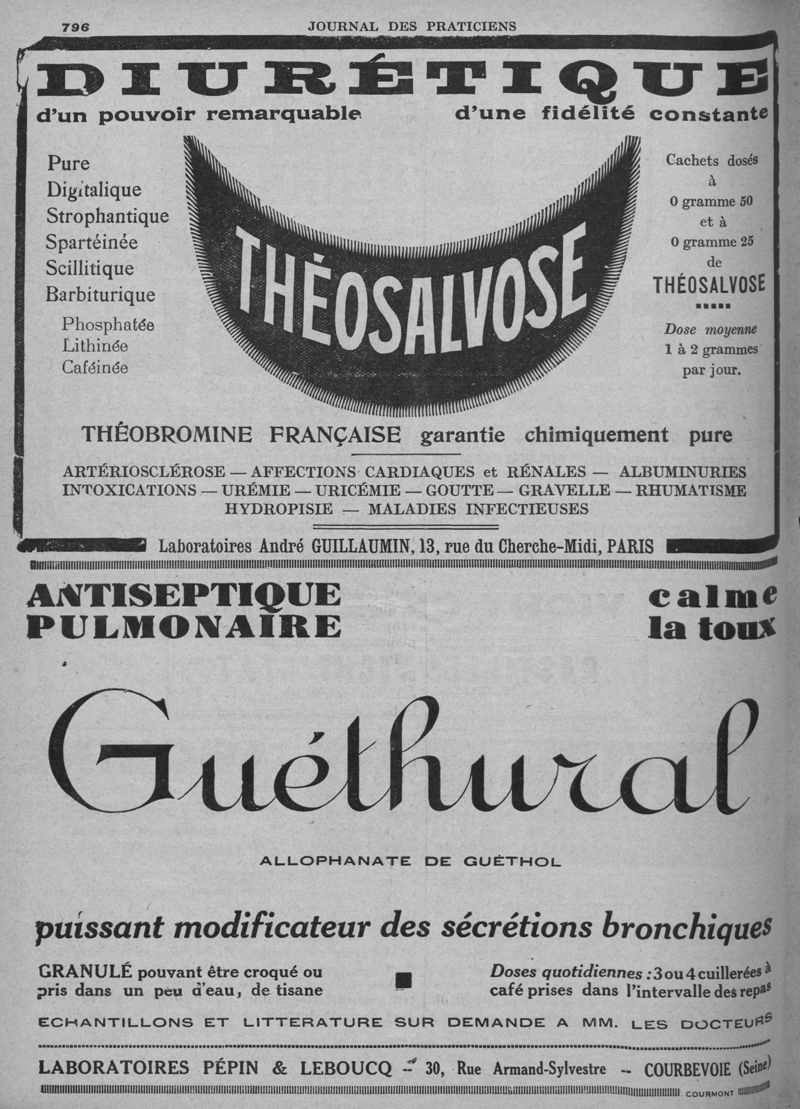 796 JOURNAL DES PRATICIENS
DIURÉTIQUE
d'un pouvoir remarquable d'une fidélité constante
Pure
Digitalique
Strophantique
Spartéinée
Scillitique
Barbiturique
Phosphatée
Lithinée
Caféinée
THÉOSALVOSE
Cachets dosés
à
0 gramme 50
et à
0 gramme 25
de
THÉOSALVOSE
Dose moyenne
1 à 2 grammes
par jour.
THÉOBROMINE FRANÇAISE garantie chimiquement pure
ARTÉRIOSCLÉROSE — AFFECTIONS CARDIAQUES et RÉNALES — ALBUMINURIES
INTOXICATIONS — URÉMIE — URICÉMIE — GOUTTE — GRAVELLE — RHUMATISME
HYDROPISIE — MALADIES INFECTIEUSES
Laboratoires André GUILLAUMIN, 13, rue du Cherche-Midi, PARIS
ANTISEPTIQUE
PULMONAIRE
calme
la toux
Guéthural
ALLOPHANATE DE GUÉTHOL
puissant modificateur des sécrétions bronchiques
GRANULÉ pouvant être croqué ou
pris dans un peu d'eau, de tisane
Doses quotidiennes : 3 ou 4 cuillerées à
café prises dans l'intervalle des repas
ECHANTILLONS ET LITTERATURE SUR DEMANDE A MM. LES DOCTEURS
LABORATOIRES PÉPIN & LEBOUCQ -- 30, Rue Armand-Sylvestre -- COURBEVOIE (Seine)
COURMONT